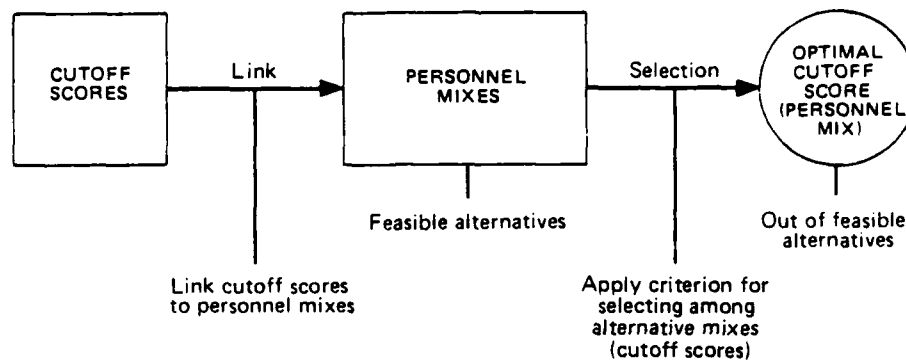 CUTOFF
SCORES
Link
PERSONNEL
MIXES
Selection
OPTIMAL
CUTOFF
SCORE
(PERSONNEL
MIX)
Feasible alternatives
Out of feasible
alternatives
Link cutoff scores
to personnel mixes
Apply criterion for
selecting among
alternative mixes
(cutoff scores)